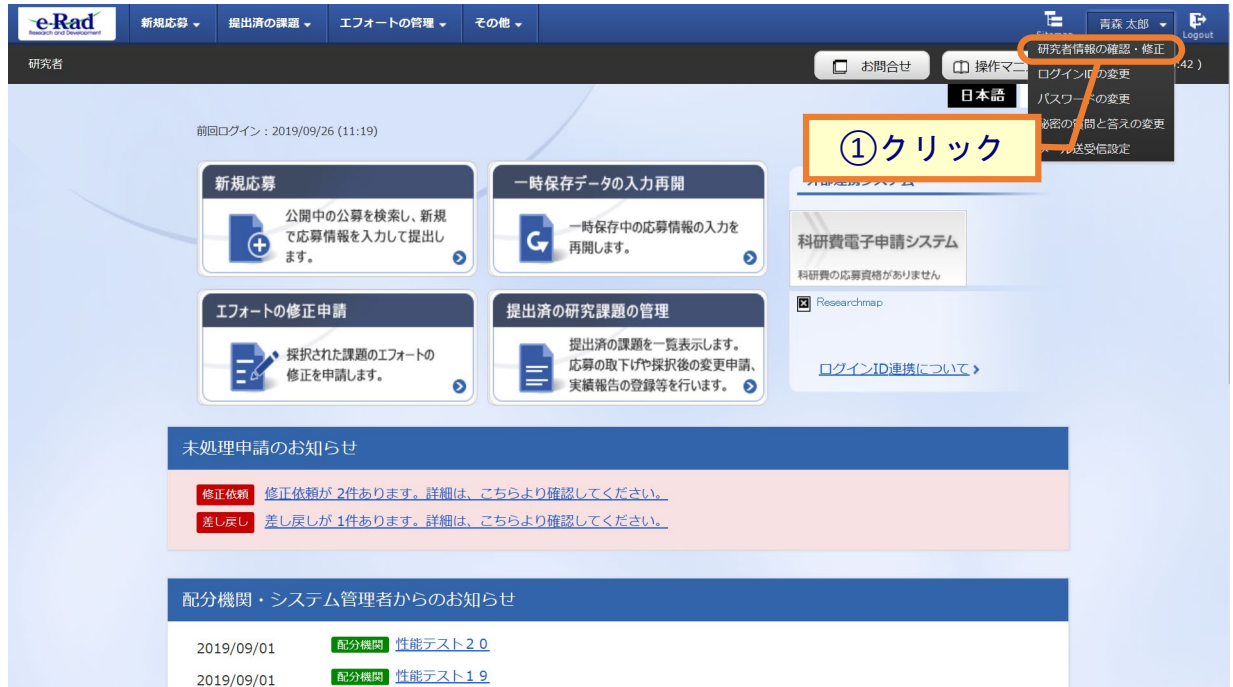 e-Rad
Research and Development
新規応募
提出済の課題
エフォートの管理
その他
Sitemap
青森 太郎
Logout
研究者
お問合せ
操作マニ
:42 )
研究者情報の確認・修正
ログインIDの変更
パスワードの変更
秘密の質問と答えの変更
メール送受信設定
日本語
①クリック
前回ログイン:2019/09/26 (11:19)
新規応募
公開中の公募を検索し、新規
で応募情報を入力して提出し
ます。
一時保存データの入力再開
一時保存中の応募情報の入力を
再開します。
外部連携システム
科研費電子申請システム
科研費の応募資格がありません
Researchmap
ログインID連携について
エフォートの修正申請
採択された課題のエフォートの
修正を申請します。
提出済の研究課題の管理
提出済の課題を一覧表示します。
応募の取下げや採択後の変更申請、
実績報告の登録等を行います。
未処理申請のお知らせ
修正依頼 修正依頼が 2件あります。詳細は、こちらより確認してください。
差し戻し 差し戻しが 1件あります。詳細は、こちらより確認してください。
配分機関・システム管理者からのお知らせ
2019/09/01 配分機関 性能テスト20
2019/09/01 配分機関 性能テスト19